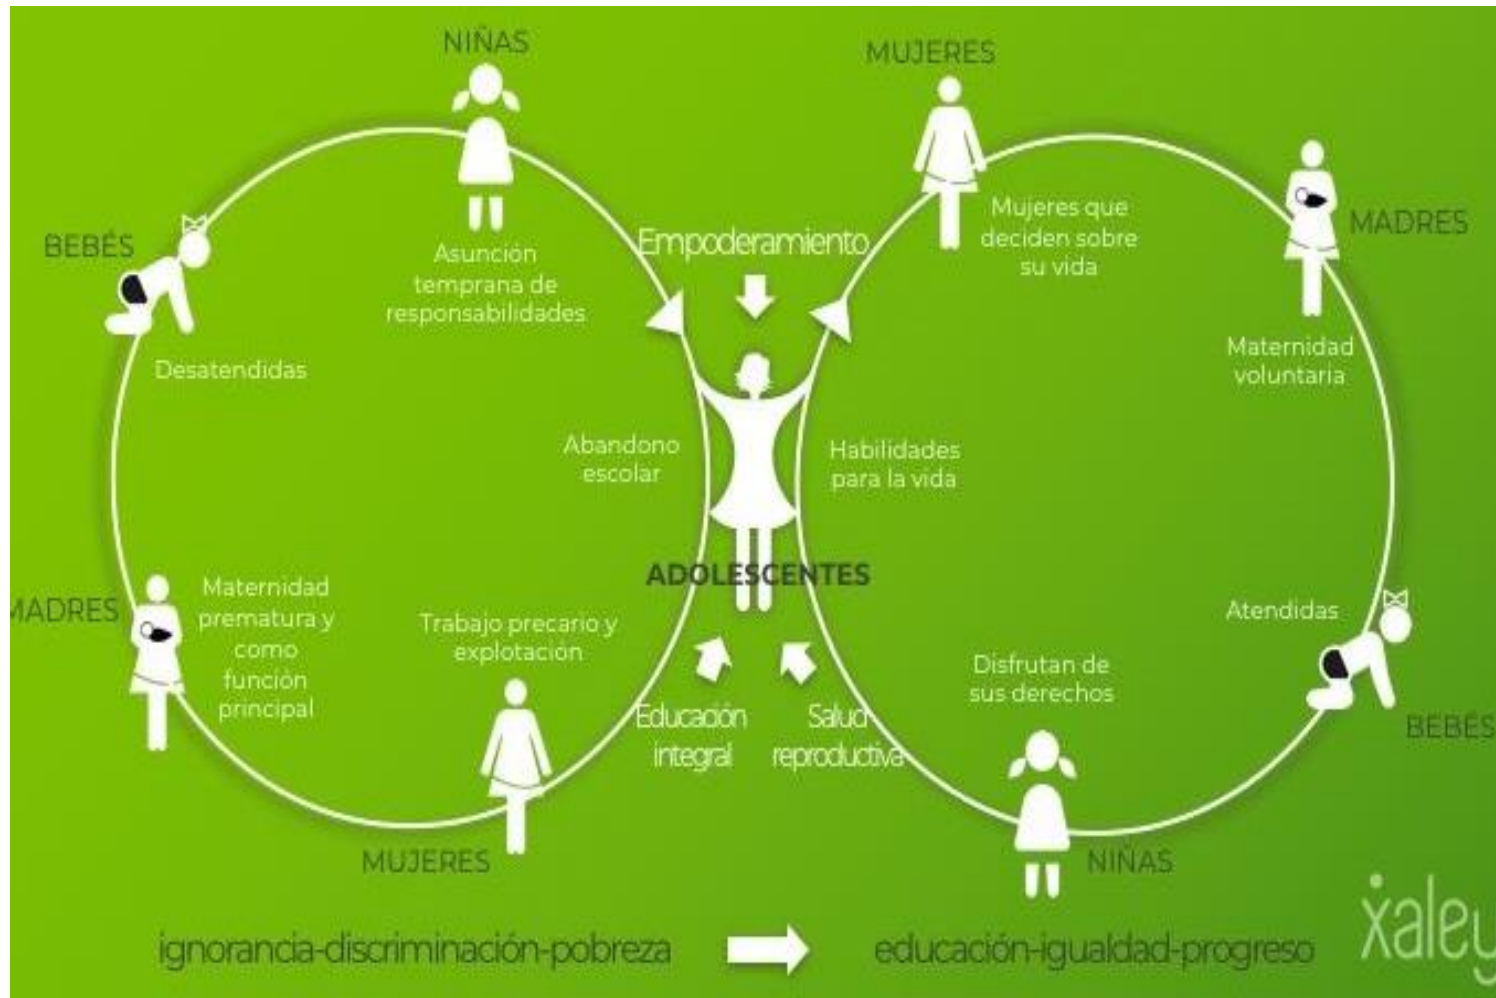 NIÑAS
MUJERES
BEBÉS
Asunción
temprana de
responsabilidades
Desatendidas
Empoderamiento
Mujeres que
deciden sobre
su vida
MADRES
Maternidad
voluntaria
Abandono
escolar
Habilidades
para la vida
ADOLESCENTES
MADRES
Maternidad
prematura y
como
función
principal
Trabajo precario y
explotación
Educación
integral
Salud
reproductiva
Disfrutan de
sus derechos
Atendidas
BEBÉS
MUJERES
NIÑAS
ignorancia-discriminación-pobreza
educación-igualdad-progreso
xaley